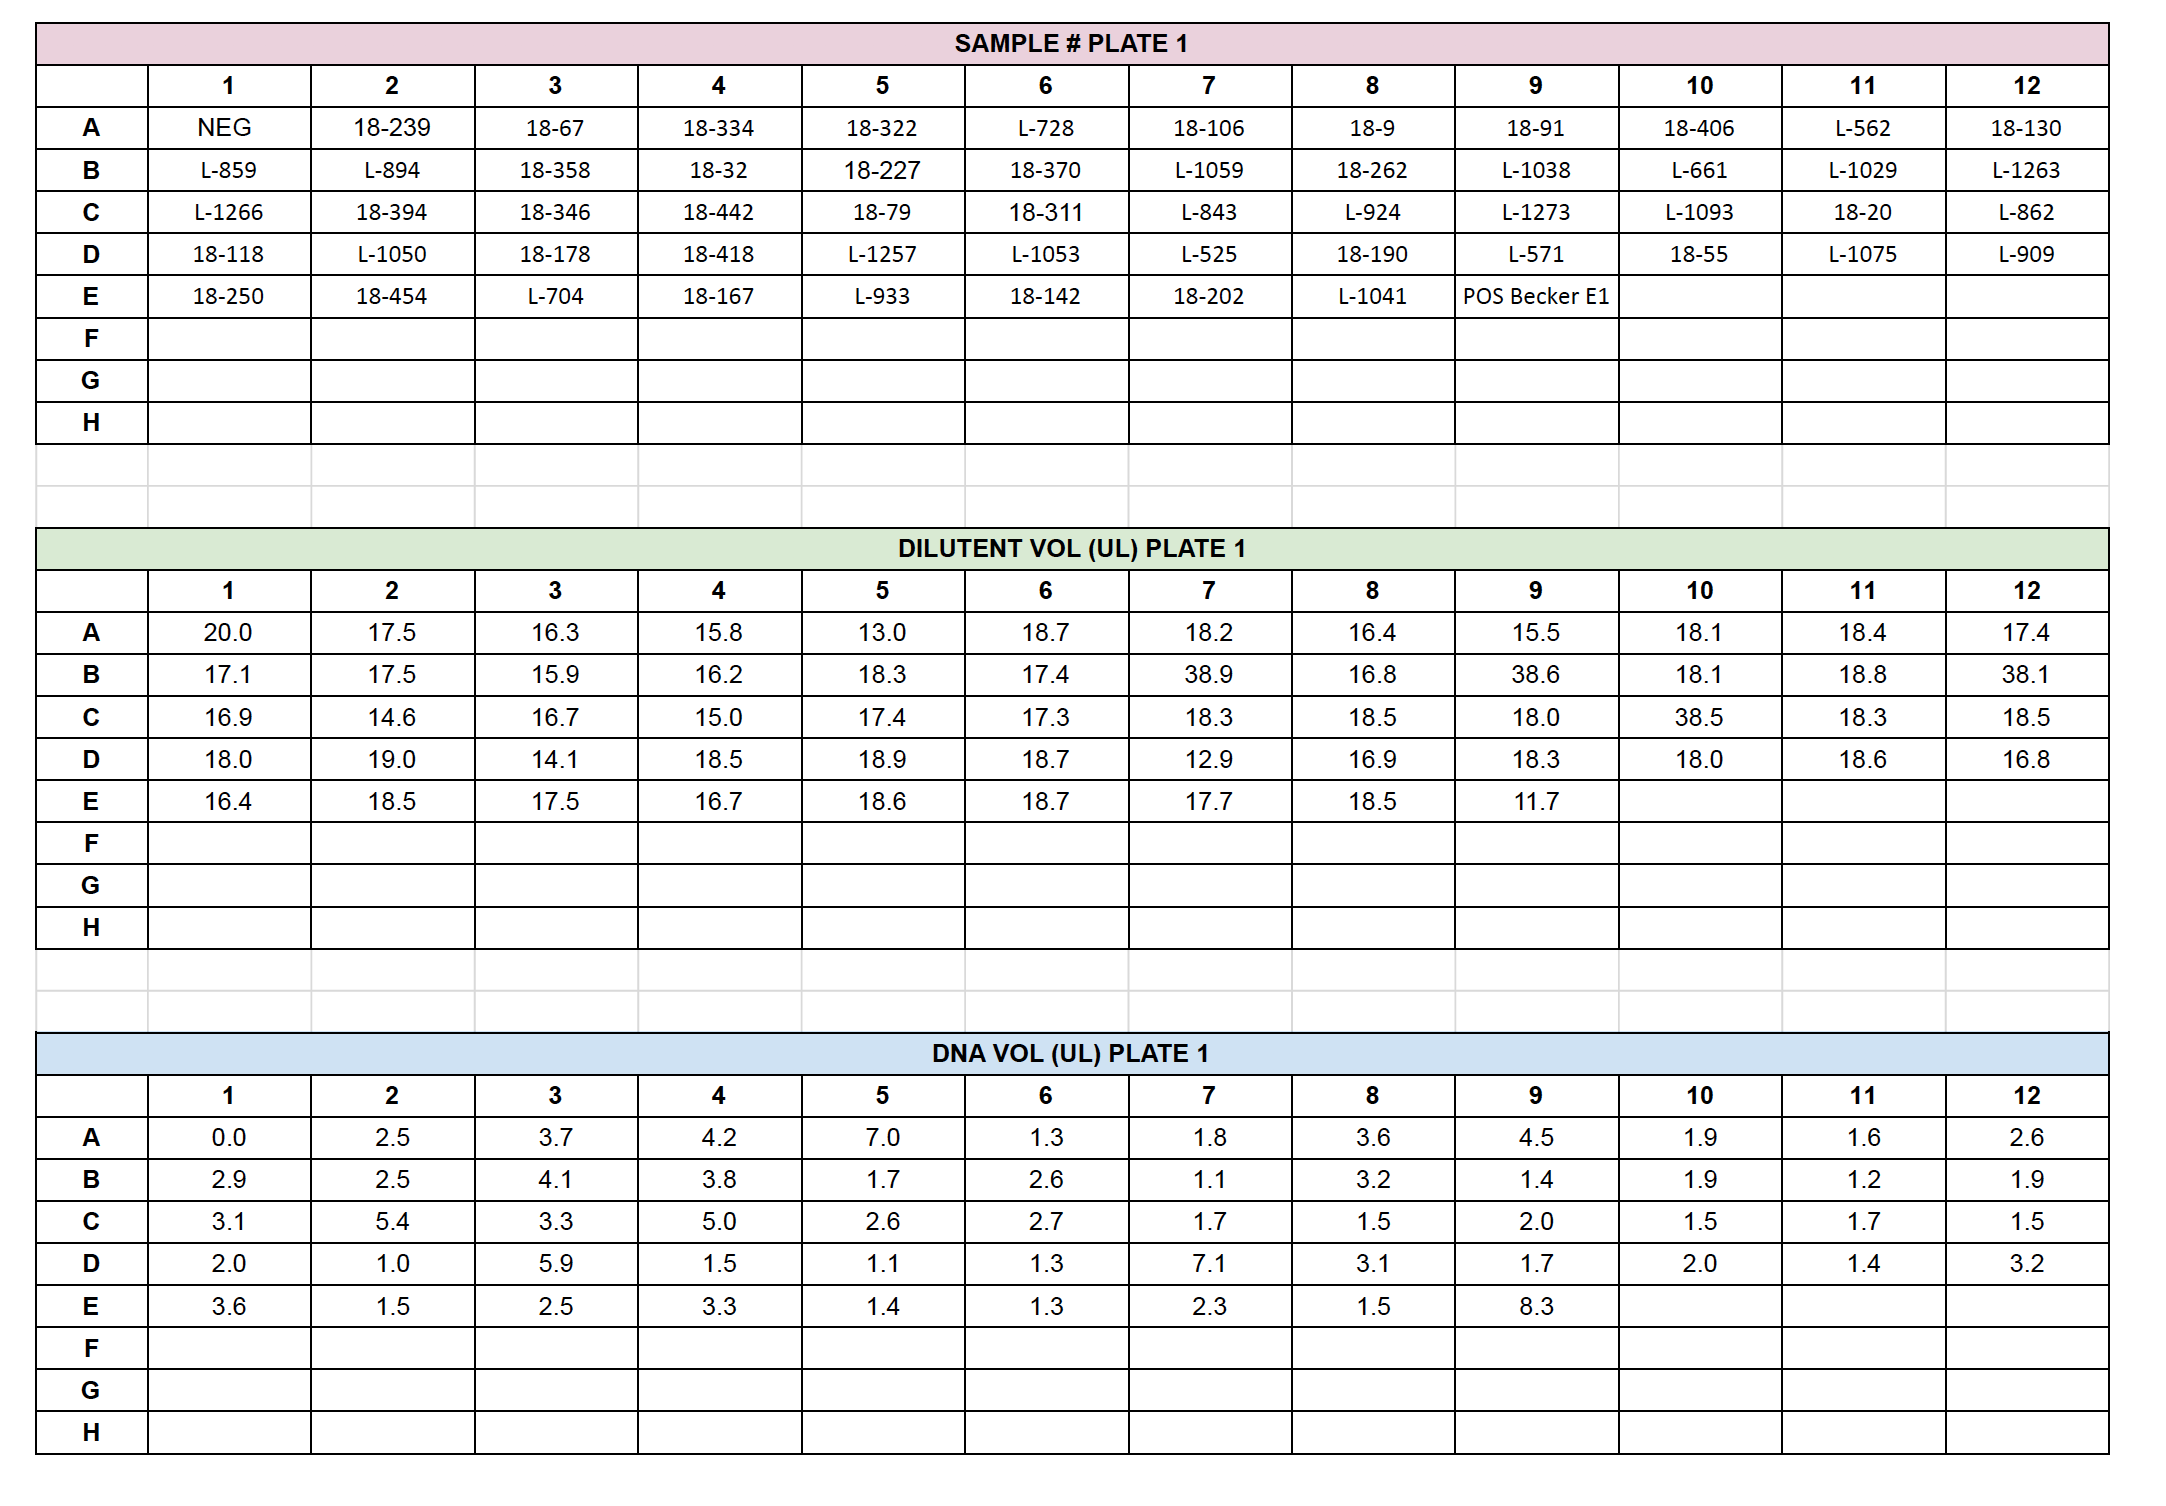 SAMPLE # PLATE 1
1 2 3 4 5 6 7 8 9 10 11 12
A NEG 18-239 18-67 18-334 18-322 L-728 18-106 18-9 18-91 18-406 L-562 18-130
B L-859 L-894 18-358 18-32 18-227 18-370 L-1059 18-262 L-1038 L-661 L-1029 L-1263
C L-1266 18-394 18-346 18-442 18-79 18-311 L-843 L-924 L-1273 L-1093 18-20 L-862
D 18-118 L-1050 18-178 18-418 L-1257 L-1053 L-525 18-190 L-571 18-55 L-1075 L-909
E 18-250 18-454 L-704 18-167 L-933 18-142 18-202 L-1041 POS Becker E1
F
G
H
DILUTENT VOL (UL) PLATE 1
1 2 3 4 5 6 7 8 9 10 11 12
A 20.0 17.5 16.3 15.8 13.0 18.7 18.2 16.4 15.5 18.1 18.4 17.4
B 17.1 17.5 15.9 16.2 18.3 17.4 38.9 16.8 38.6 18.1 18.8 38.1
C 16.9 14.6 16.7 15.0 17.4 17.3 18.3 18.5 18.0 38.5 18.3 18.5
D 18.0 19.0 14.1 18.5 18.9 18.7 12.9 16.9 18.3 18.0 18.6 16.8
E 16.4 18.5 17.5 16.7 18.6 18.7 17.7 18.5 11.7
F
G
H
DNA VOL (UL) PLATE 1
1 2 3 4 5 6 7 8 9 10 11 12
A 0.0 2.5 3.7 4.2 7.0 1.3 1.8 3.6 4.5 1.9 1.6 2.6
B 2.9 2.5 4.1 3.8 1.7 2.6 1.1 3.2 1.4 1.9 1.2 1.9
C 3.1 5.4 3.3 5.0 2.6 2.7 1.7 1.5 2.0 1.5 1.7 1.5
D 2.0 1.0 5.9 1.5 1.1 1.3 7.1 3.1 1.7 2.0 1.4 3.2
E 3.6 1.5 2.5 3.3 1.4 1.3 2.3 1.5 8.3
F
G
H